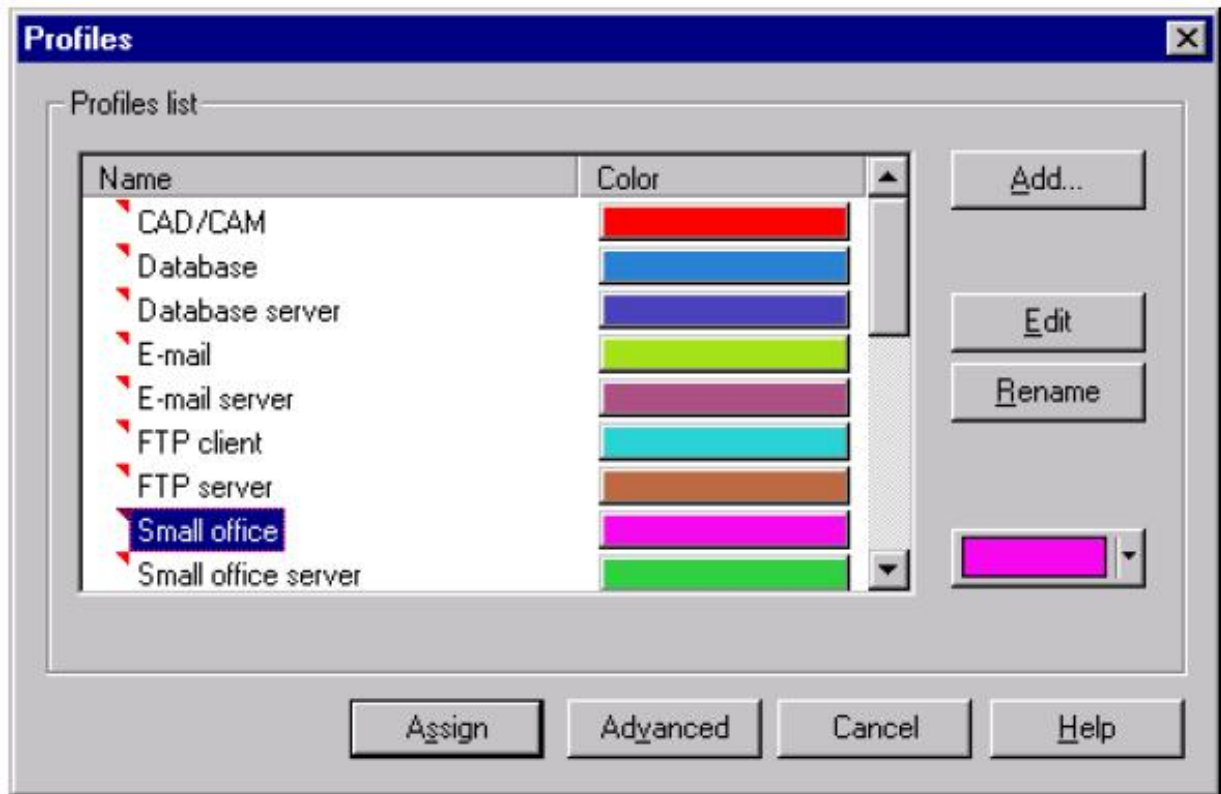 Profiles
Profiles list
Name Color
CAD/CAM
Database
Database server
E-mail
E-mail server
FTP client
FTP server
Small office
Small office server
Add...
Edit
Rename
Assign Advanced Cancel Help